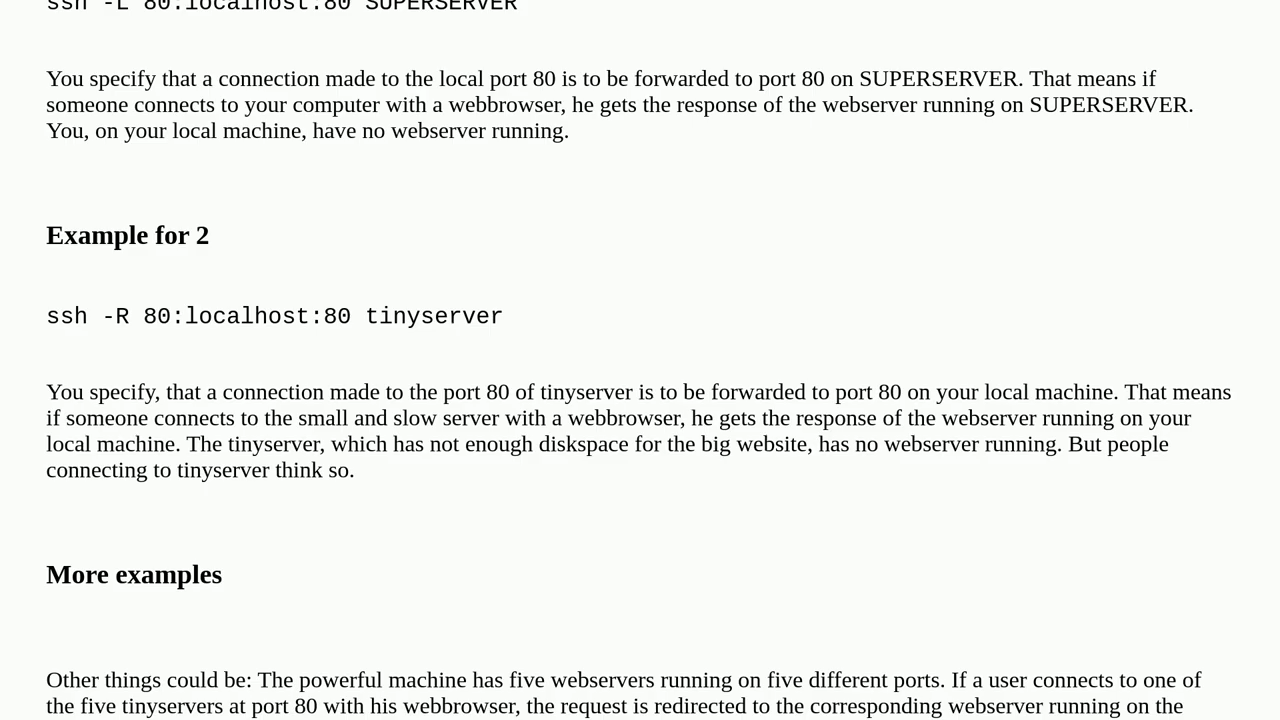 ssh -L 80:localhost:80 SUPERSERVER
You specify that a connection made to the local port 80 is to be forwarded to port 80 on SUPERSERVER. That means if
someone connects to your computer with a webbrowser, he gets the response of the webserver running on SUPERSERVER.
You, on your local machine, have no webserver running.
Example for 2
ssh -R 80:localhost:80 tinyserver
You specify, that a connection made to the port 80 of tinyserver is to be forwarded to port 80 on your local machine. That means
if someone connects to the small and slow server with a webbrowser, he gets the response of the webserver running on your
local machine. The tinyserver, which has not enough diskspace for the big website, has no webserver running. But people
connecting to tinyserver think so.
More examples
Other things could be: The powerful machine has five webservers running on five different ports. If a user connects to one of
the five tinyservers at port 80 with his webbrowser, the request is redirected to the corresponding webserver running on the